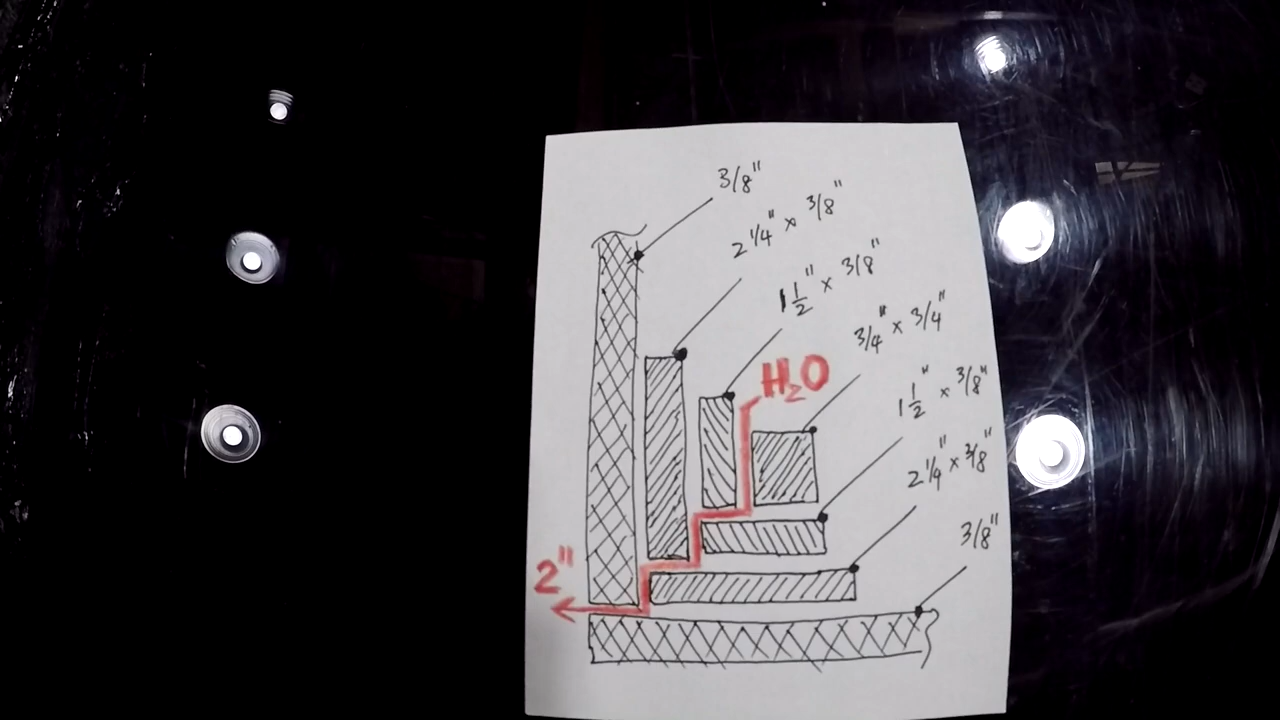 3/8"
2 1/4" x 3/8"
1 1/2" x 3/8"
3/4" x 3/4"
H2O
1 1/2" x 3/8"
2 1/4" x 3/8"
3/8"
2"